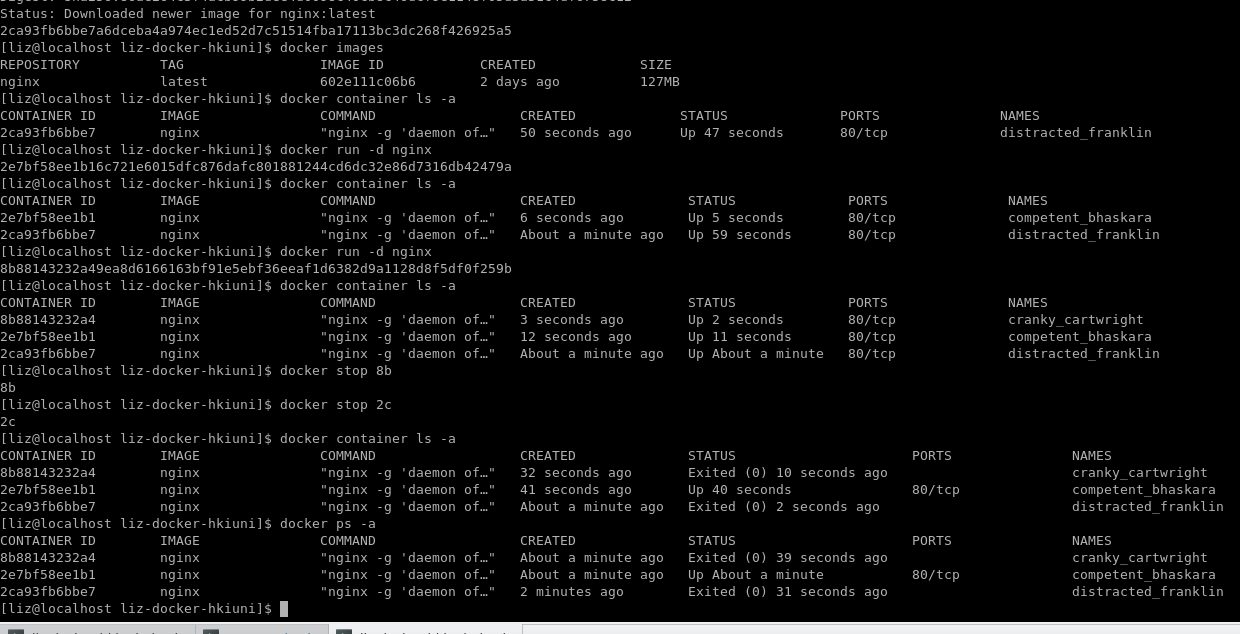 Status: Downloaded newer image for nginx:latest
2ca93fb6bbe7a6dceba4a974ec1ed52d7c51514fba17113bc3dc268f426925a5
[liz@localhost liz-docker-hkiuni]$ docker images
REPOSITORY          TAG                 IMAGE ID            CREATED             SIZE
nginx               latest              602e111c06b6        2 days ago          127MB
[liz@localhost liz-docker-hkiuni]$ docker container ls -a
CONTAINER ID        IMAGE               COMMAND                  CREATED             STATUS              PORTS               NAMES
2ca93fb6bbe7        nginx               "nginx -g 'daemon of…"   50 seconds ago      Up 47 seconds       80/tcp              distracted_franklin
[liz@localhost liz-docker-hkiuni]$ docker run -d nginx
2e7bf58ee1b16c721e6015dfc876dafc801881244cd6dc32e86d7316db42479a
[liz@localhost liz-docker-hkiuni]$ docker container ls -a
CONTAINER ID        IMAGE               COMMAND                  CREATED              STATUS              PORTS               NAMES
2e7bf58ee1b1        nginx               "nginx -g 'daemon of…"   6 seconds ago        Up 5 seconds        80/tcp              competent_bhaskara
2ca93fb6bbe7        nginx               "nginx -g 'daemon of…"   About a minute ago   Up 59 seconds       80/tcp              distracted_franklin
[liz@localhost liz-docker-hkiuni]$ docker run -d nginx
8b88143232a49ea8d6166163bf91e5ebf36eeaf1d6382d9a1128d8f5df0f259b
[liz@localhost liz-docker-hkiuni]$ docker container ls -a
CONTAINER ID        IMAGE               COMMAND                  CREATED              STATUS              PORTS               NAMES
8b88143232a4        nginx               "nginx -g 'daemon of…"   3 seconds ago        Up 2 seconds        80/tcp              cranky_cartwright
2e7bf58ee1b1        nginx               "nginx -g 'daemon of…"   12 seconds ago       Up 11 seconds       80/tcp              competent_bhaskara
2ca93fb6bbe7        nginx               "nginx -g 'daemon of…"   About a minute ago   Up About a minute   80/tcp              distracted_franklin
[liz@localhost liz-docker-hkiuni]$ docker stop 8b
8b
[liz@localhost liz-docker-hkiuni]$ docker stop 2c
2c
[liz@localhost liz-docker-hkiuni]$ docker container ls -a
CONTAINER ID        IMAGE               COMMAND                  CREATED              STATUS                      PORTS               NAMES
8b88143232a4        nginx               "nginx -g 'daemon of…"   32 seconds ago       Exited (0) 10 seconds ago                       cranky_cartwright
2e7bf58ee1b1        nginx               "nginx -g 'daemon of…"   41 seconds ago       Up 40 seconds               80/tcp              competent_bhaskara
2ca93fb6bbe7        nginx               "nginx -g 'daemon of…"   About a minute ago   Exited (0) 2 seconds ago                        distracted_franklin
[liz@localhost liz-docker-hkiuni]$ docker ps -a
CONTAINER ID        IMAGE               COMMAND                  CREATED              STATUS                      PORTS               NAMES
8b88143232a4        nginx               "nginx -g 'daemon of…"   About a minute ago   Exited (0) 39 seconds ago                       cranky_cartwright
2e7bf58ee1b1        nginx               "nginx -g 'daemon of…"   About a minute ago   Up About a minute           80/tcp              competent_bhaskara
2ca93fb6bbe7        nginx               "nginx -g 'daemon of…"   2 minutes ago        Exited (0) 31 seconds ago                       distracted_franklin
[liz@localhost liz-docker-hkiuni]$